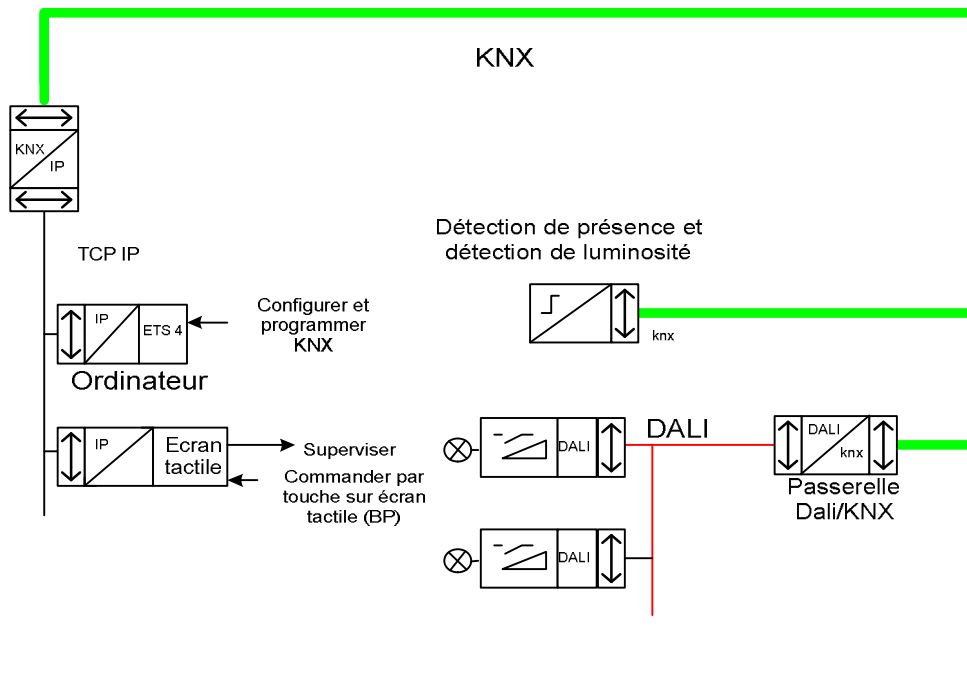 KNX
KNX
IP
TCP IP
Détection de présence et
détection de luminosité
knx
IP
ETS 4
Configurer et
programmer
KNX
Ordinateur
IP
Ecran
tactile
Superviser
Commander par
touche sur écran
tactile (BP)
DALI
DALI
DALI
knx
Passerelle
Dali/KNX
DALI